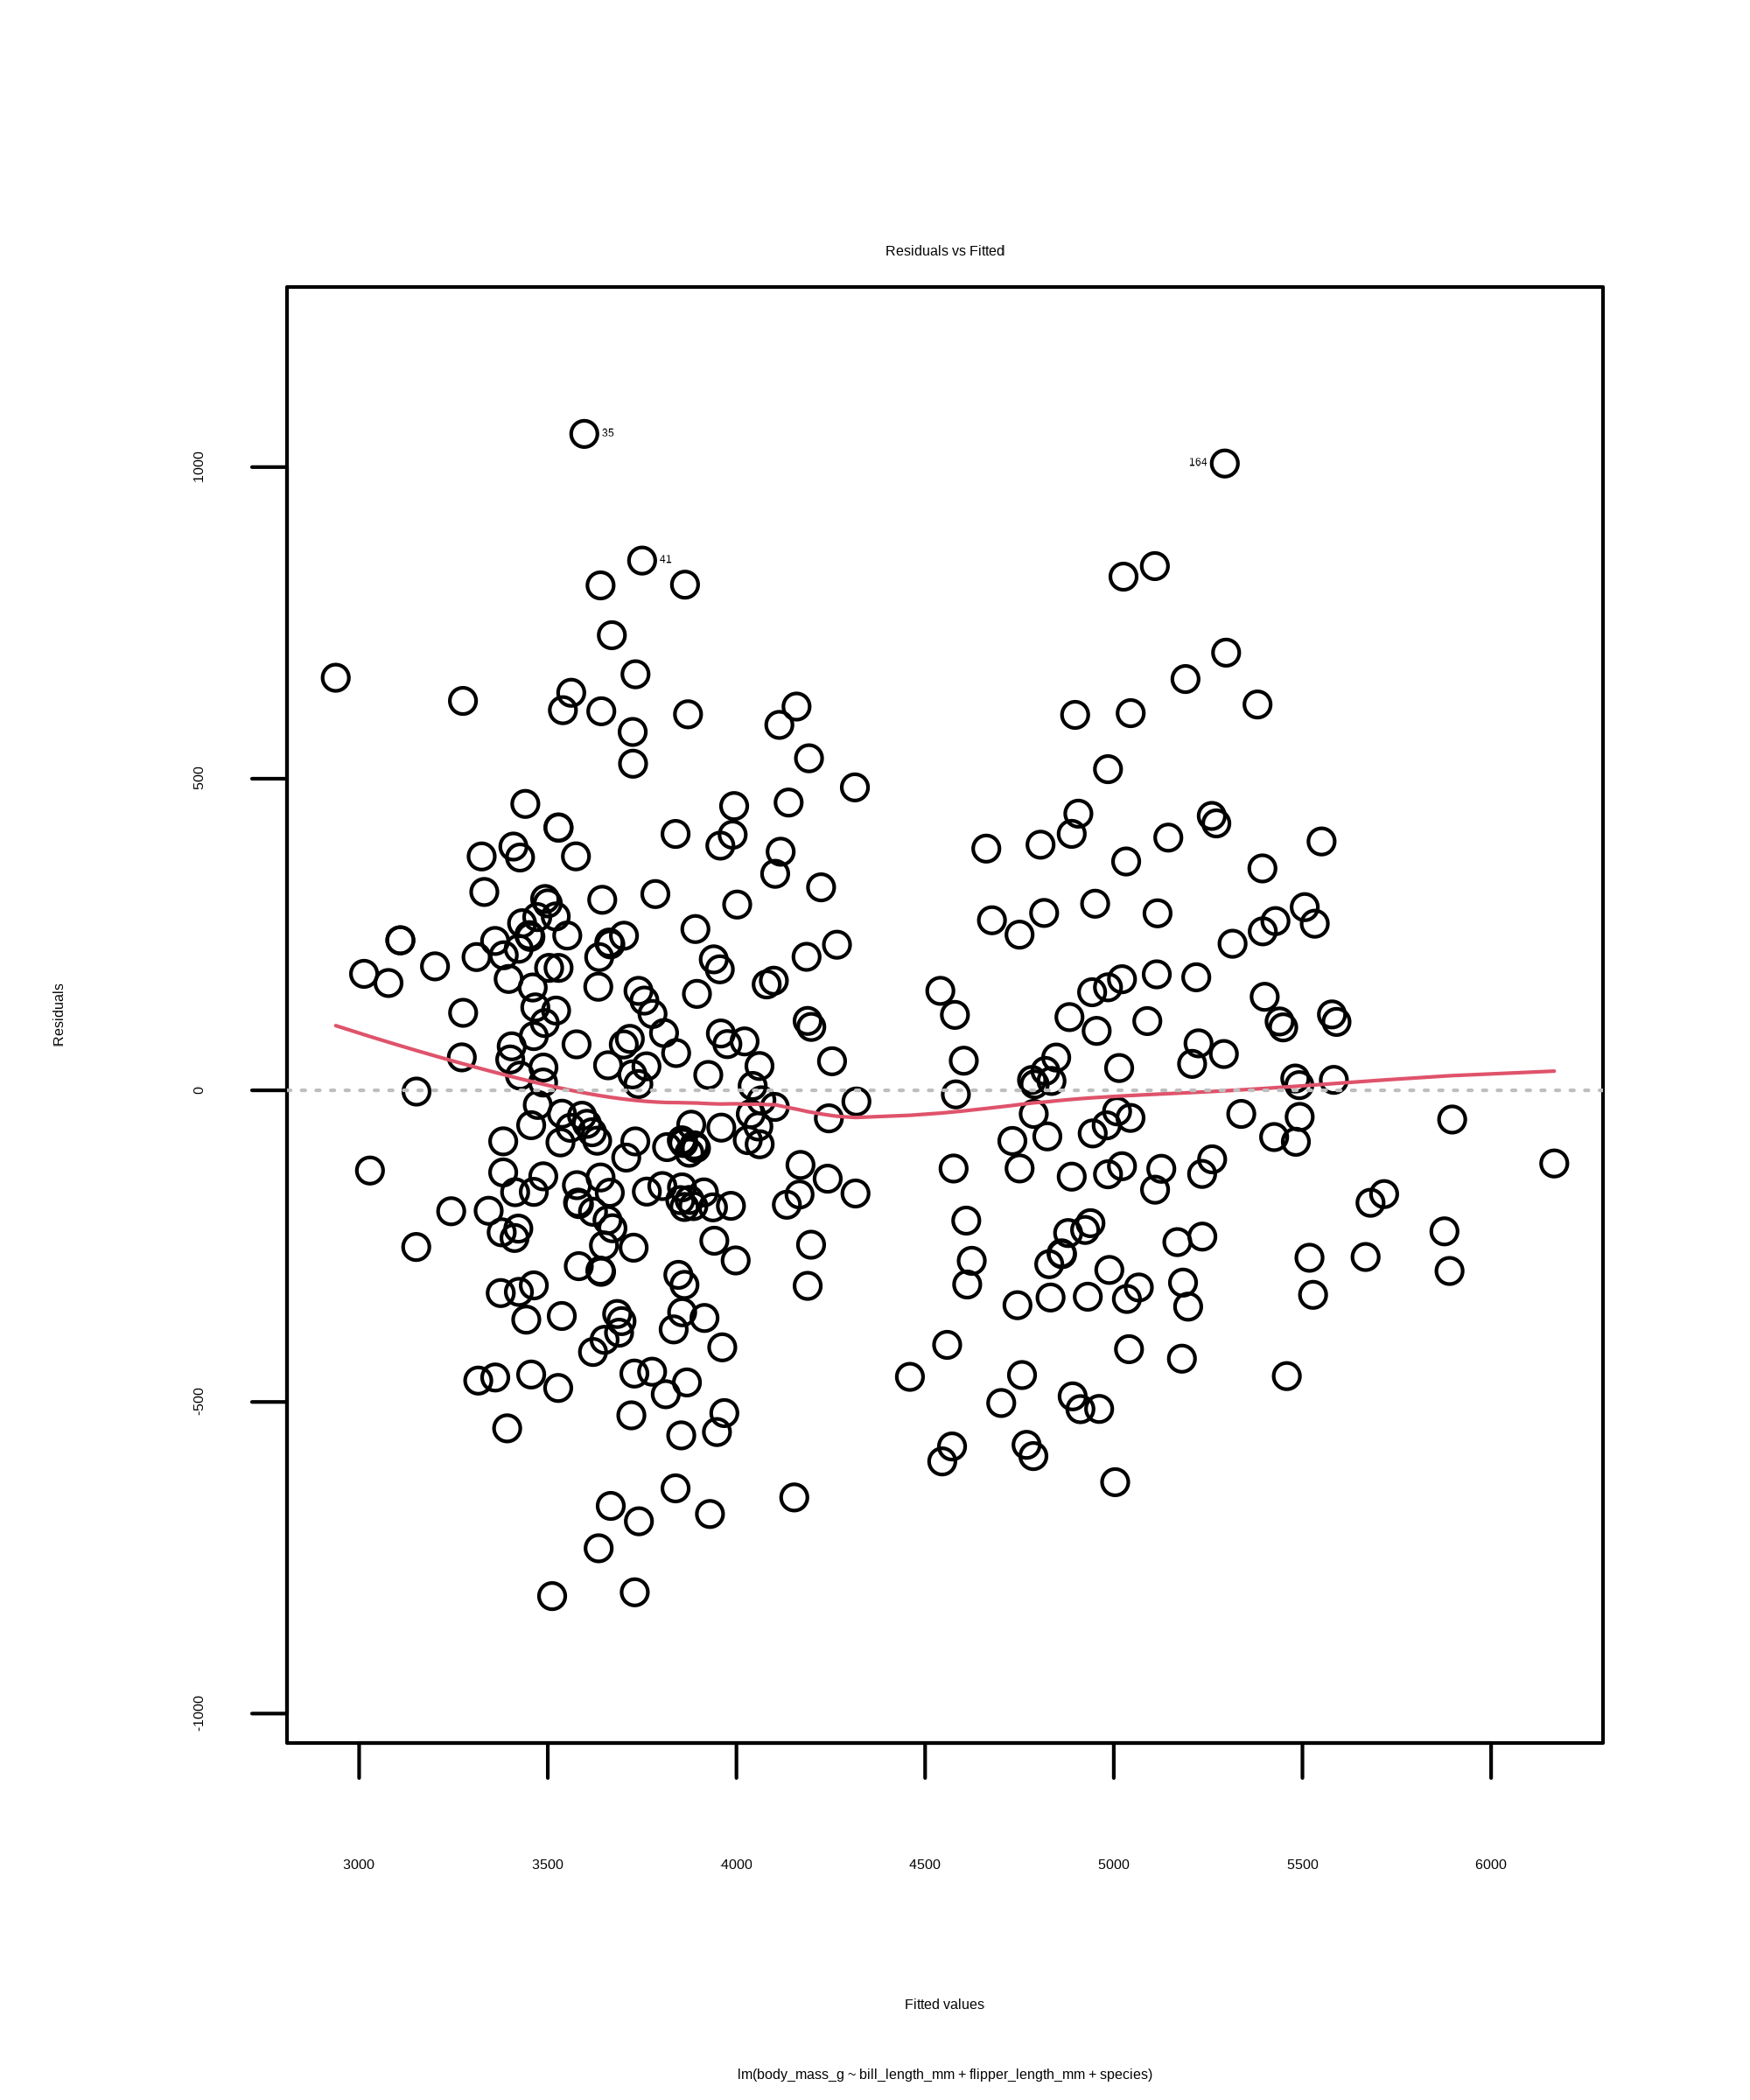 Residuals vs Fitted
35
164
41
1000
500
0
-500
-1000
Residuals
3000 3500 4000 4500 5000 5500 6000
Fitted values
lm(body_mass_g ~ bill_length_mm + flipper_length_mm + species)